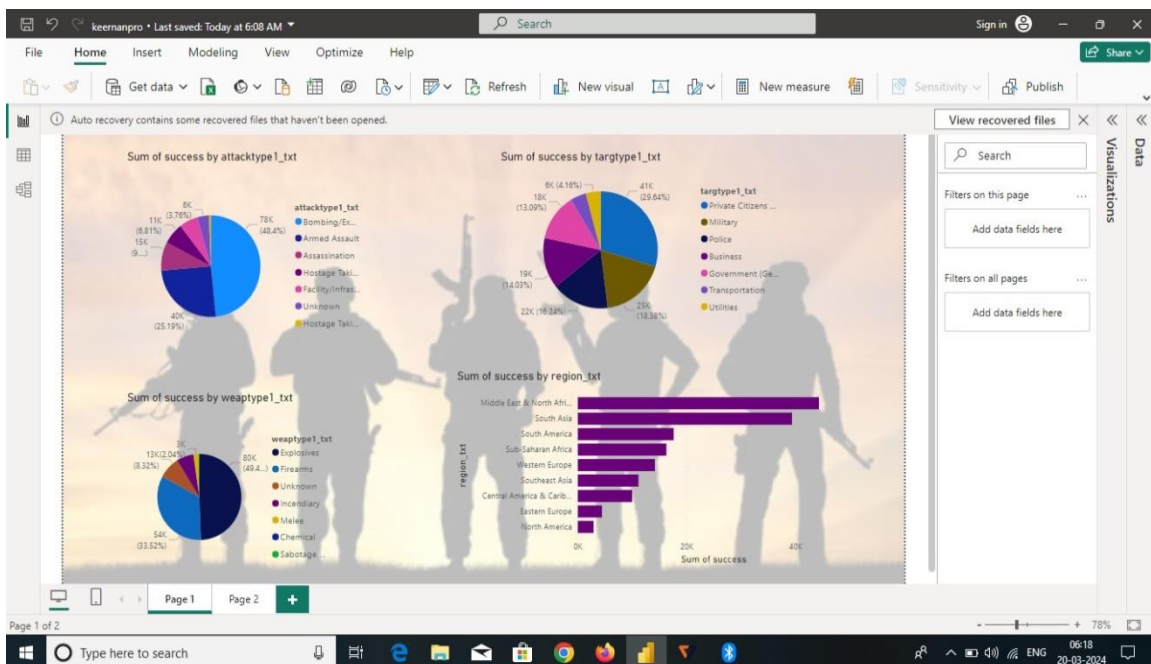 keernanpro • Last saved: Today at 6:08 AM
Search
Sign in
File Home Insert Modeling View Optimize Help
Share
Get data
Refresh
New visual
New measure
Sensitivity
Publish
Auto recovery contains some recovered files that haven't been opened.
View recovered files
Sum of success by attacktype1_txt
6K
(3.76%)
11K
(6.81%)
15K
(9...)
40K
(25.19%)
78K
(48.4%)
attacktype1_txt
Bombing/Ex...
Armed Assault
Assassination
Hostage Taki...
Facility/Infras...
Unknown
Hostage Taki...
Sum of success by targtype1_txt
6K (4.16%)
18K
(13.09%)
19K
(14.03%)
22K (16.24%)
25K
(18.38%)
41K
(29.64%)
targtype1_txt
Private Citizens ...
Military
Police
Business
Government (Ge...
Transportation
Utilities
Sum of success by weaptype1_txt
3K
(2.04%)
13K
(8.32%)
54K
(33.52%)
80K
(49.4...)
weaptype1_txt
Explosives
Firearms
Unknown
Incendiary
Melee
Chemical
Sabotage ...
Sum of success by region_txt
region_txt
Middle East & North Afri...
South Asia
South America
Sub-Saharan Africa
Western Europe
Southeast Asia
Central America & Carib...
Eastern Europe
North America
0K 20K 40K
Sum of success
Search
Filters on this page
...
Add data fields here
Filters on all pages
...
Add data fields here
Visualizations
Data
Page 1
Page 2
Page 1 of 2
78%
Type here to search
ENG
06:18
20-03-2024